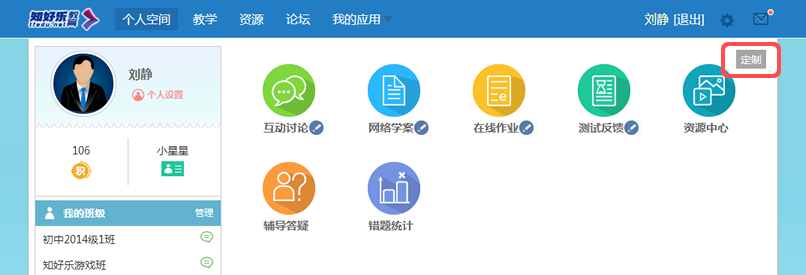 知好乐教育 个人空间 教学 资源 论坛 我的应用 刘静 [退出]
tfedu.net
定制
刘静
个人设置
106 小星星
积
我的班级 管理
初中2014级1班
知好乐游戏班
互动讨论 网络学案 在线作业 测试反馈 资源中心
辅导答疑 错题统计